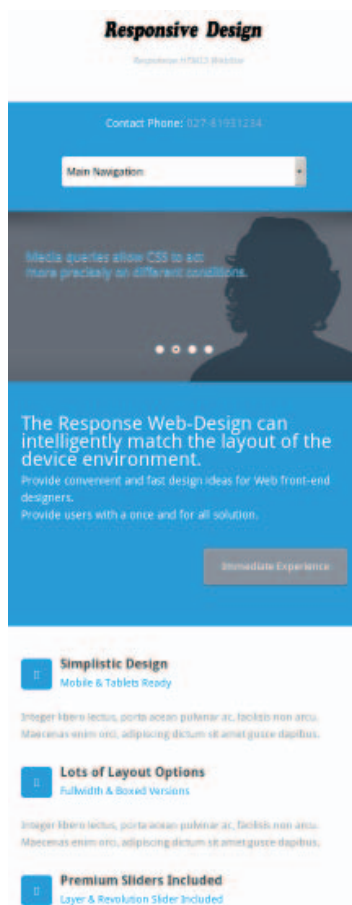 Responsive Design
Response HTML5 Website
Contact Phone: 027-61931234
Main Navigation
Media queries allow CSS to act
more precisely on different conditions.
The Response Web-Design can
intelligently match the layout of the
device environment.
Provide convenient and fast design ideas for Web front-end
designers.
Provide users with a once and for all solution.
Immediate Experience
Simplistic Design
Mobile & Tablets Ready
Integer libero lectus, porta acean pulvinar ac, facilisis non arcu.
Maecenas enim orci, adipiscing dictum sit amet gusce dapibus.
Lots of Layout Options
Fullwidth & Boxed Versions
Integer libero lectus, porta acean pulvinar ac, facilisis non arcu.
Maecenas enim orci, adipiscing dictum sit amet gusce dapibus.
Premium Sliders Included
Layer & Revolution Slider Included